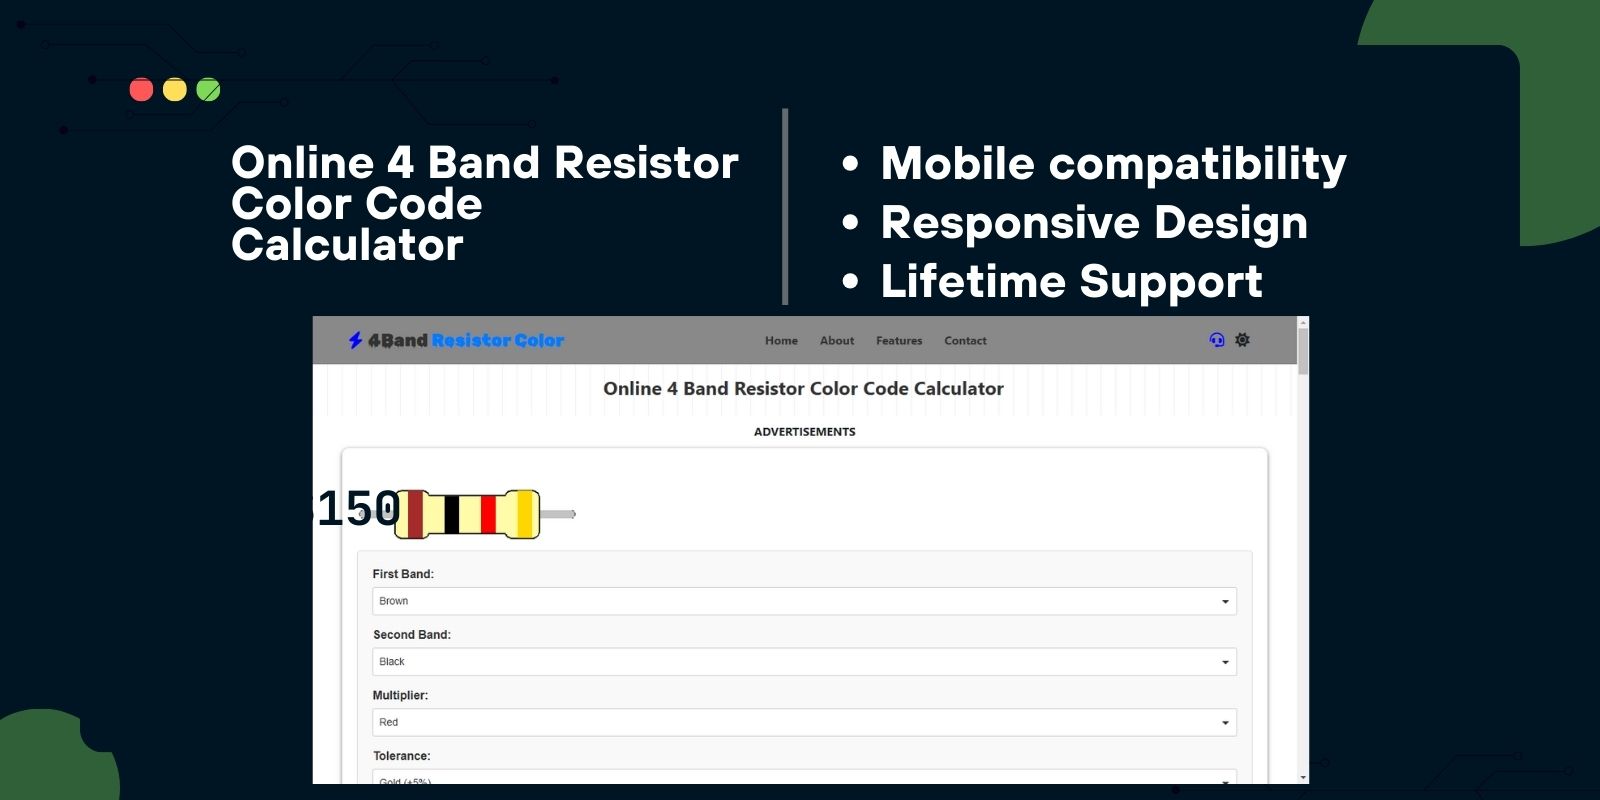 Online 4 Band Resistor
Color Code
Calculator
• Mobile compatibility
• Responsive Design
• Lifetime Support
4Band Resistor Color
Home About Features Contact
Online 4 Band Resistor Color Code Calculator
ADVERTISEMENTS
150
First Band:
Brown
Second Band:
Black
Multiplier:
Red
Tolerance:
Gold (±5%)